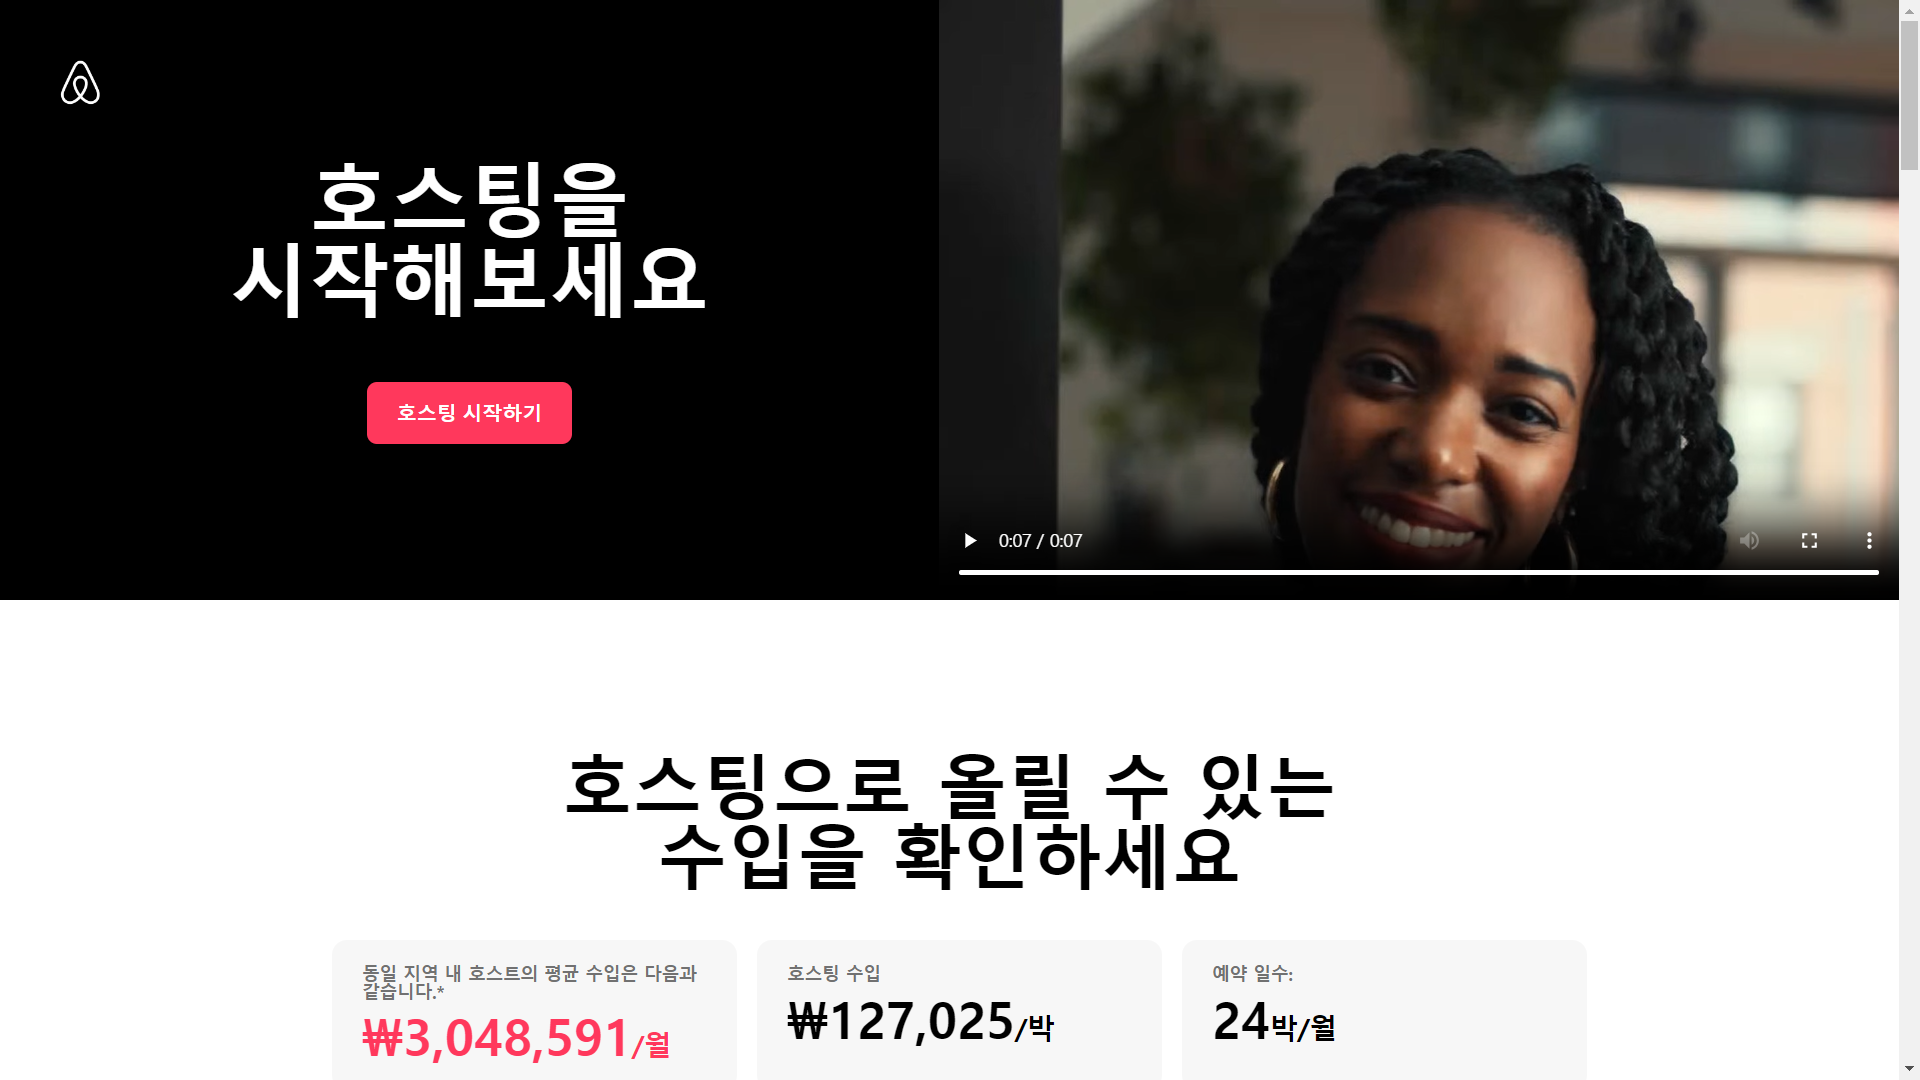 호스팅을
시작해보세요
호스팅 시작하기
0:07 / 0:07
호스팅으로 올릴 수 있는
수입을 확인하세요
동일 지역 내 호스트의 평균 수입은 다음과
같습니다.*
₩3,048,591/월
호스팅 수입
₩127,025/박
예약 일수:
24박/월